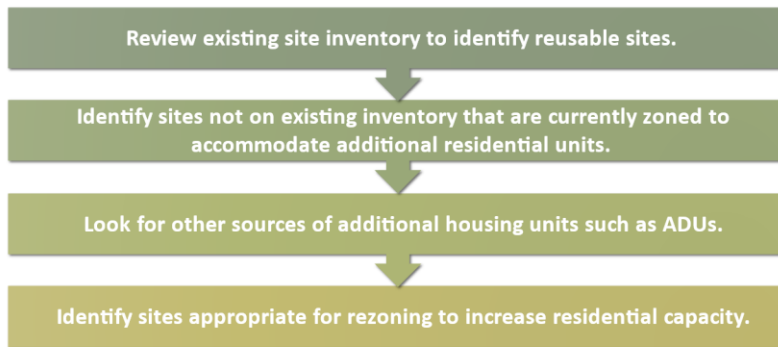 Review existing site inventory to identify reusable sites.
Identify sites not on existing inventory that are currently zoned to
accommodate additional residential units.
Look for other sources of additional housing units such as ADUs.
Identify sites appropriate for rezoning to increase residential capacity.